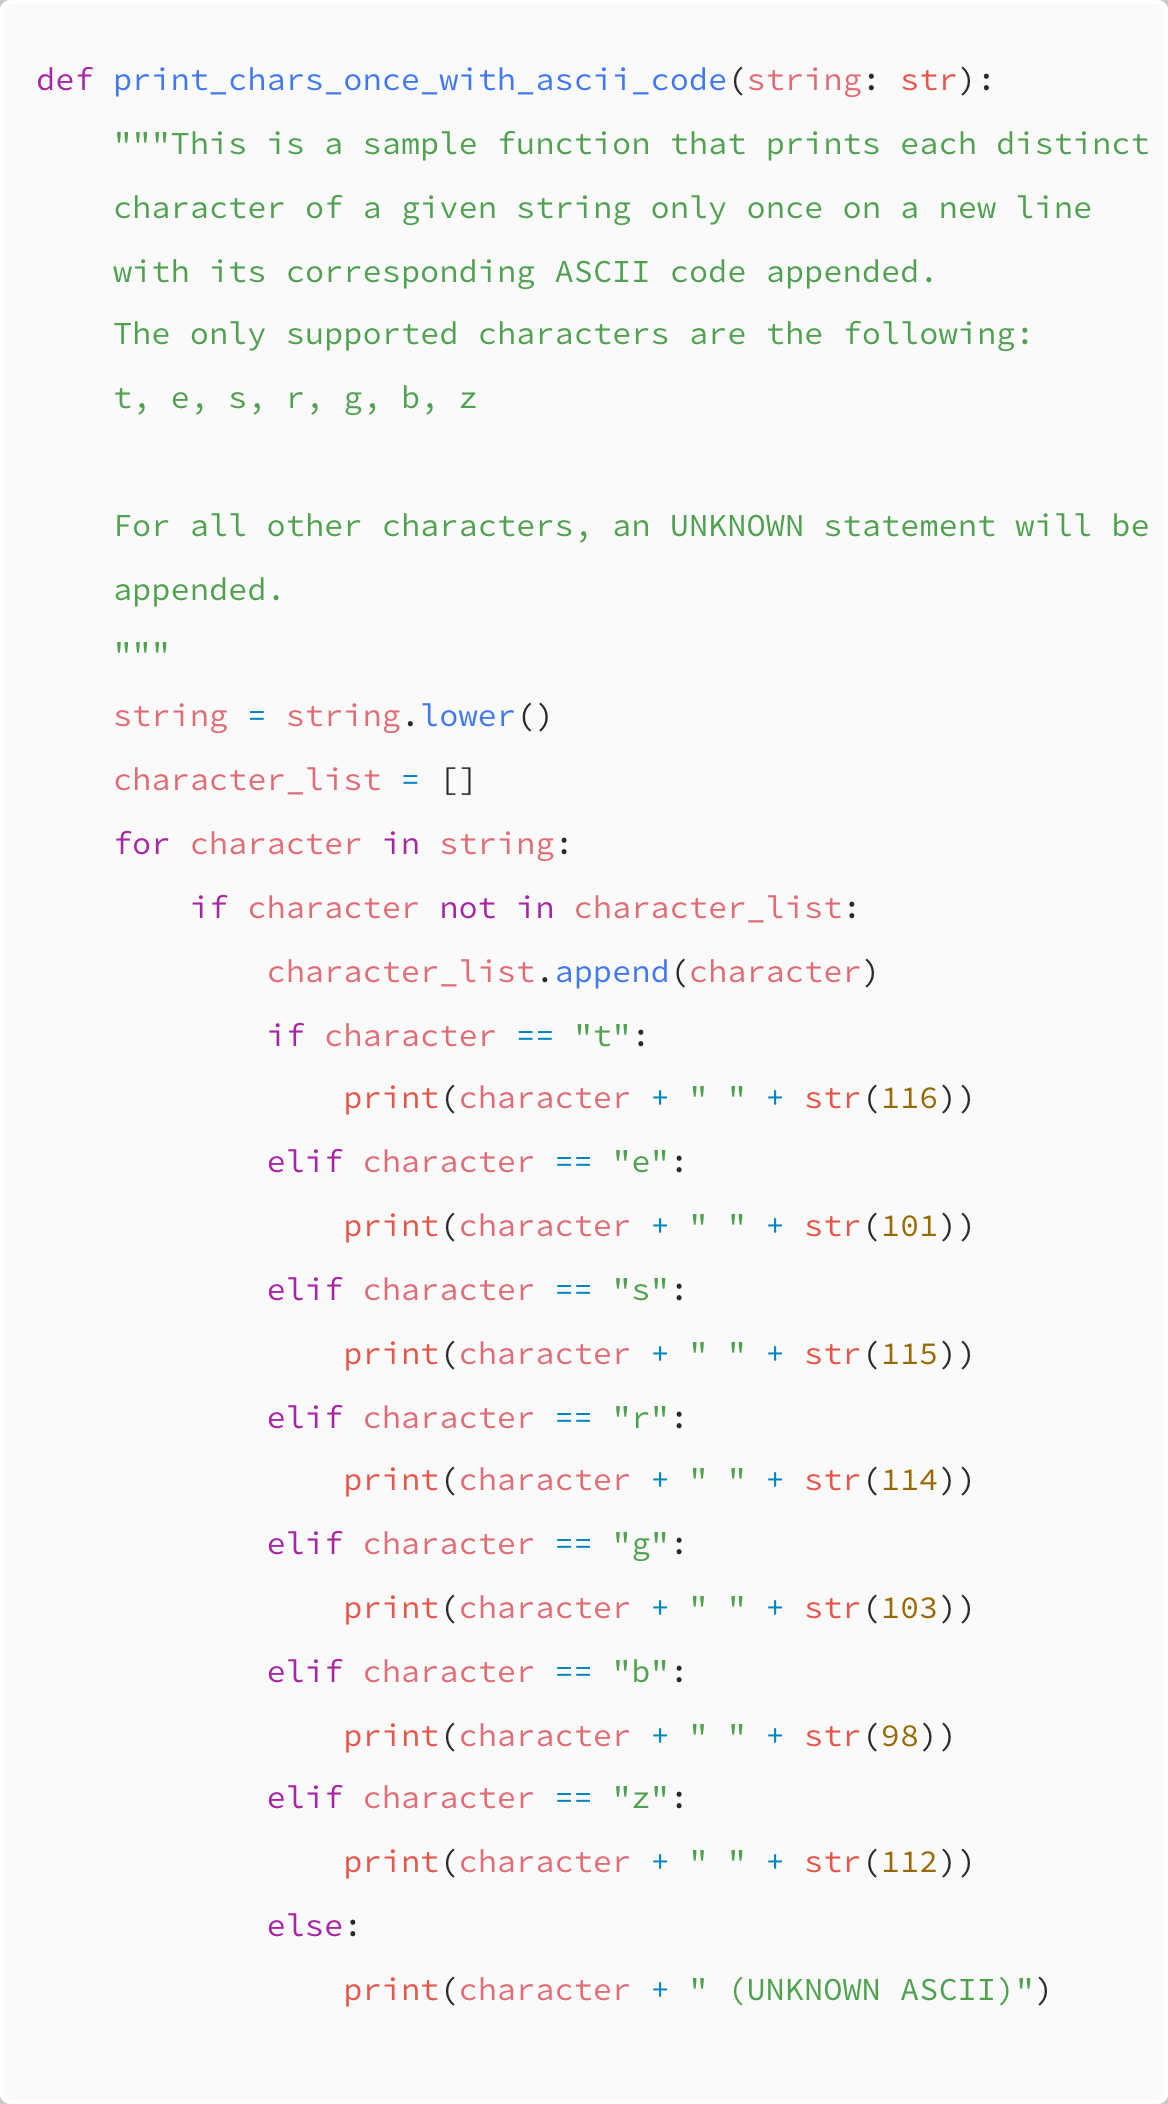 def print_chars_once_with_ascii_code(string: str):
    """This is a sample function that prints each distinct
    character of a given string only once on a new line
    with its corresponding ASCII code appended.
    The only supported characters are the following:
    t, e, s, r, g, b, z

    For all other characters, an UNKNOWN statement will be
    appended.
    """
    string = string.lower()
    character_list = []
    for character in string:
        if character not in character_list:
            character_list.append(character)
            if character == "t":
                print(character + " " + str(116))
            elif character == "e":
                print(character + " " + str(101))
            elif character == "s":
                print(character + " " + str(115))
            elif character == "r":
                print(character + " " + str(114))
            elif character == "g":
                print(character + " " + str(103))
            elif character == "b":
                print(character + " " + str(98))
            elif character == "z":
                print(character + " " + str(112))
            else:
                print(character + " (UNKNOWN ASCII)")